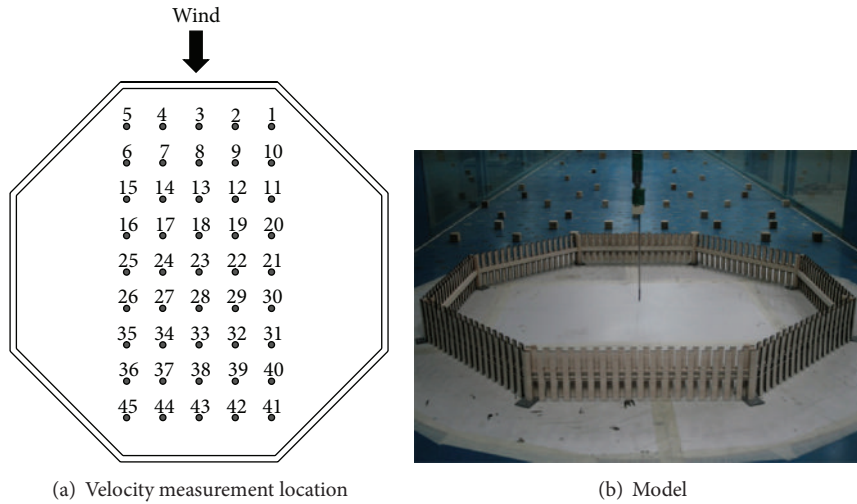 Wind
5 4 3 2 1
6 7 8 9 10
15 14 13 12 11
16 17 18 19 20
25 24 23 22 21
26 27 28 29 30
35 34 33 32 31
36 37 38 39 40
45 44 43 42 41
(a) Velocity measurement location
(b) Model